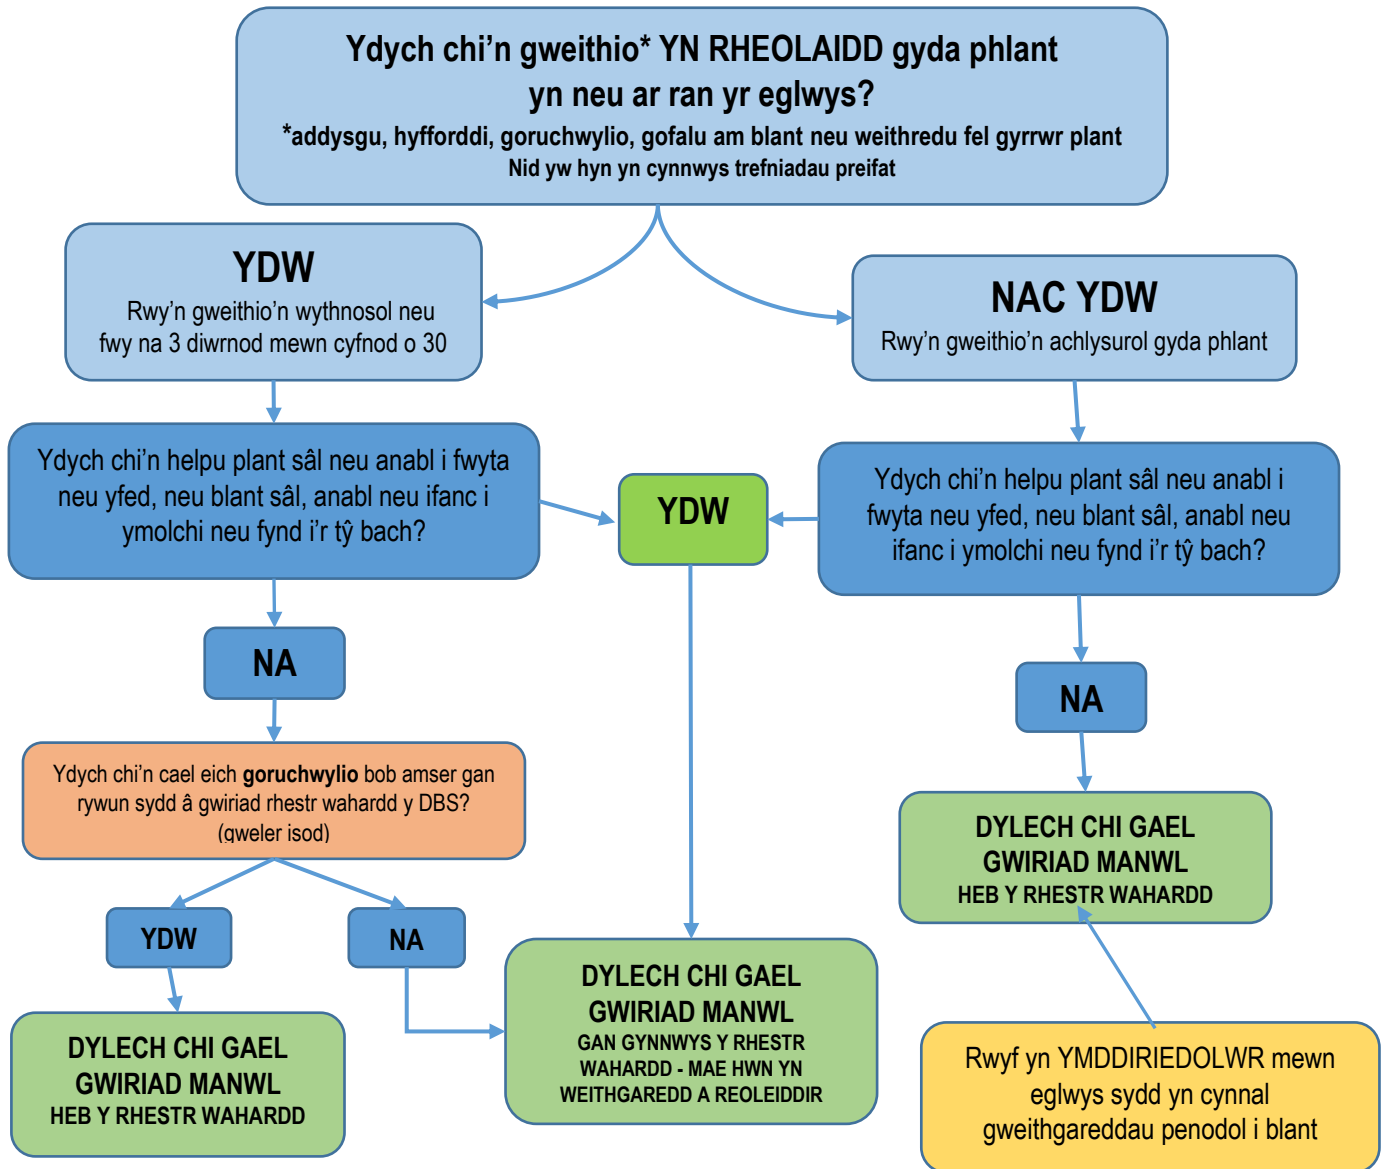 Ydych chi’n gweithio* YN RHEOLAIDD gyda phlant
yn neu ar ran yr eglwys?
*addysgu, hyfforddi, goruchwylio, gofalu am blant neu weithredu fel gyrrwr plant
Nid yw hyn yn cynnwys trefniadau preifat
YDW
Rwy’n gweithio’n wythnosol neu
fwy na 3 diwrnod mewn cyfnod o 30
NAC YDW
Rwy’n gweithio’n achlysurol gyda phlant
Ydych chi’n helpu plant sâl neu anabl i fwyta
neu yfed, neu blant sâl, anabl neu ifanc i
ymolchi neu fynd i’r tŷ bach?
YDW
Ydych chi’n helpu plant sâl neu anabl i
fwyta neu yfed, neu blant sâl, anabl neu
ifanc i ymolchi neu fynd i’r tŷ bach?
NA
NA
Ydych chi’n cael eich goruchwylio bob amser gan
rywun sydd â gwiriad rhestr wahardd y DBS?
(gweler isod)
DYLECH CHI GAEL
GWIRIAD MANWL
HEB Y RHESTR WAHARDD
YDW
NA
DYLECH CHI GAEL
GWIRIAD MANWL
GAN GYNNWYS Y RHESTR
WAHARDD - MAE HWN YN
WEITHGAREDD A REOLEIDDIR
DYLECH CHI GAEL
GWIRIAD MANWL
HEB Y RHESTR WAHARDD
Rwyf yn YMDDIRIEDOLWR mewn
eglwys sydd yn cynnal
gweithgareddau penodol i blant